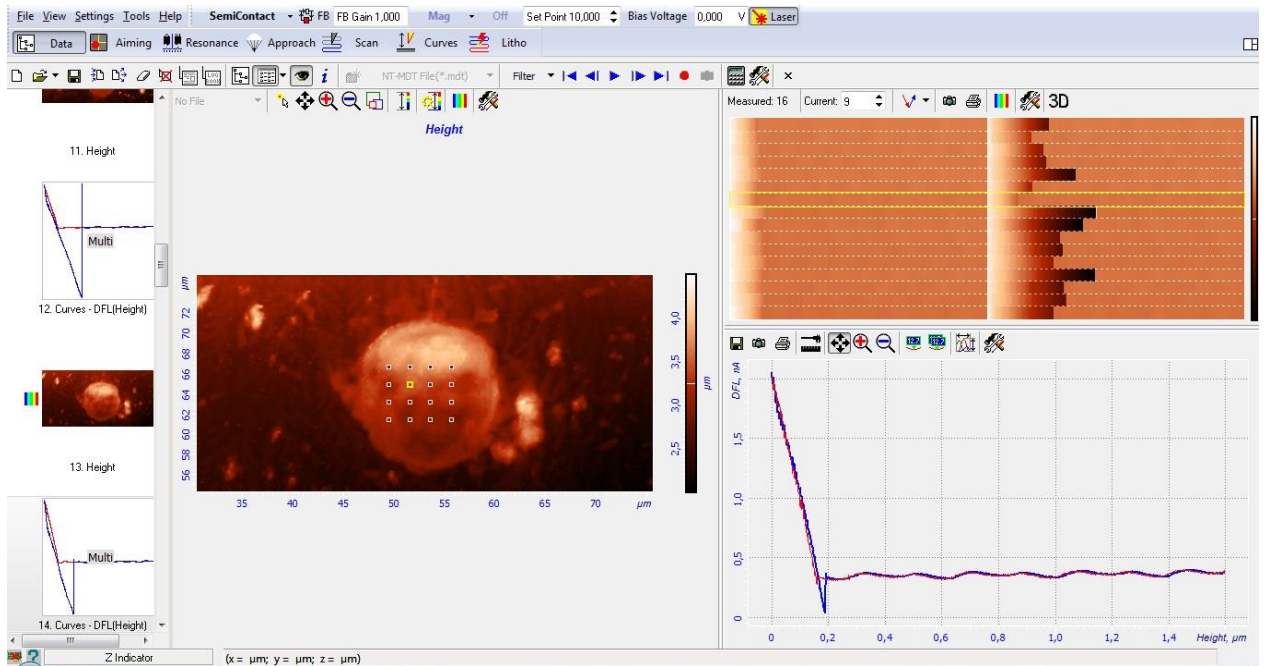 File View Settings Tools Help SemiContact FB FB Gain 1,000 Mag Off Set Point 10,000 Bias Voltage 0,000 V Laser
Data Aiming Resonance Approach Scan Curves Litho
NT-MDT File(*.mdt) Filter
No File
Measured: 16 Current: 9 3D
Height
11. Height
Multi
12. Curves - DFL(Height)
13. Height
Multi
14. Curves - DFL(Height)
µm
72
70
68
66
64
62
60
58
56
35 40 45 50 55 60 65 70 µm
4,0
3,5
3,0
2,5
µm
DFL, nA
1,5
1,0
0,5
0
0 0,2 0,4 0,6 0,8 1,0 1,2 1,4 Height, µm
Z Indicator (x = µm; y = µm; z = µm)